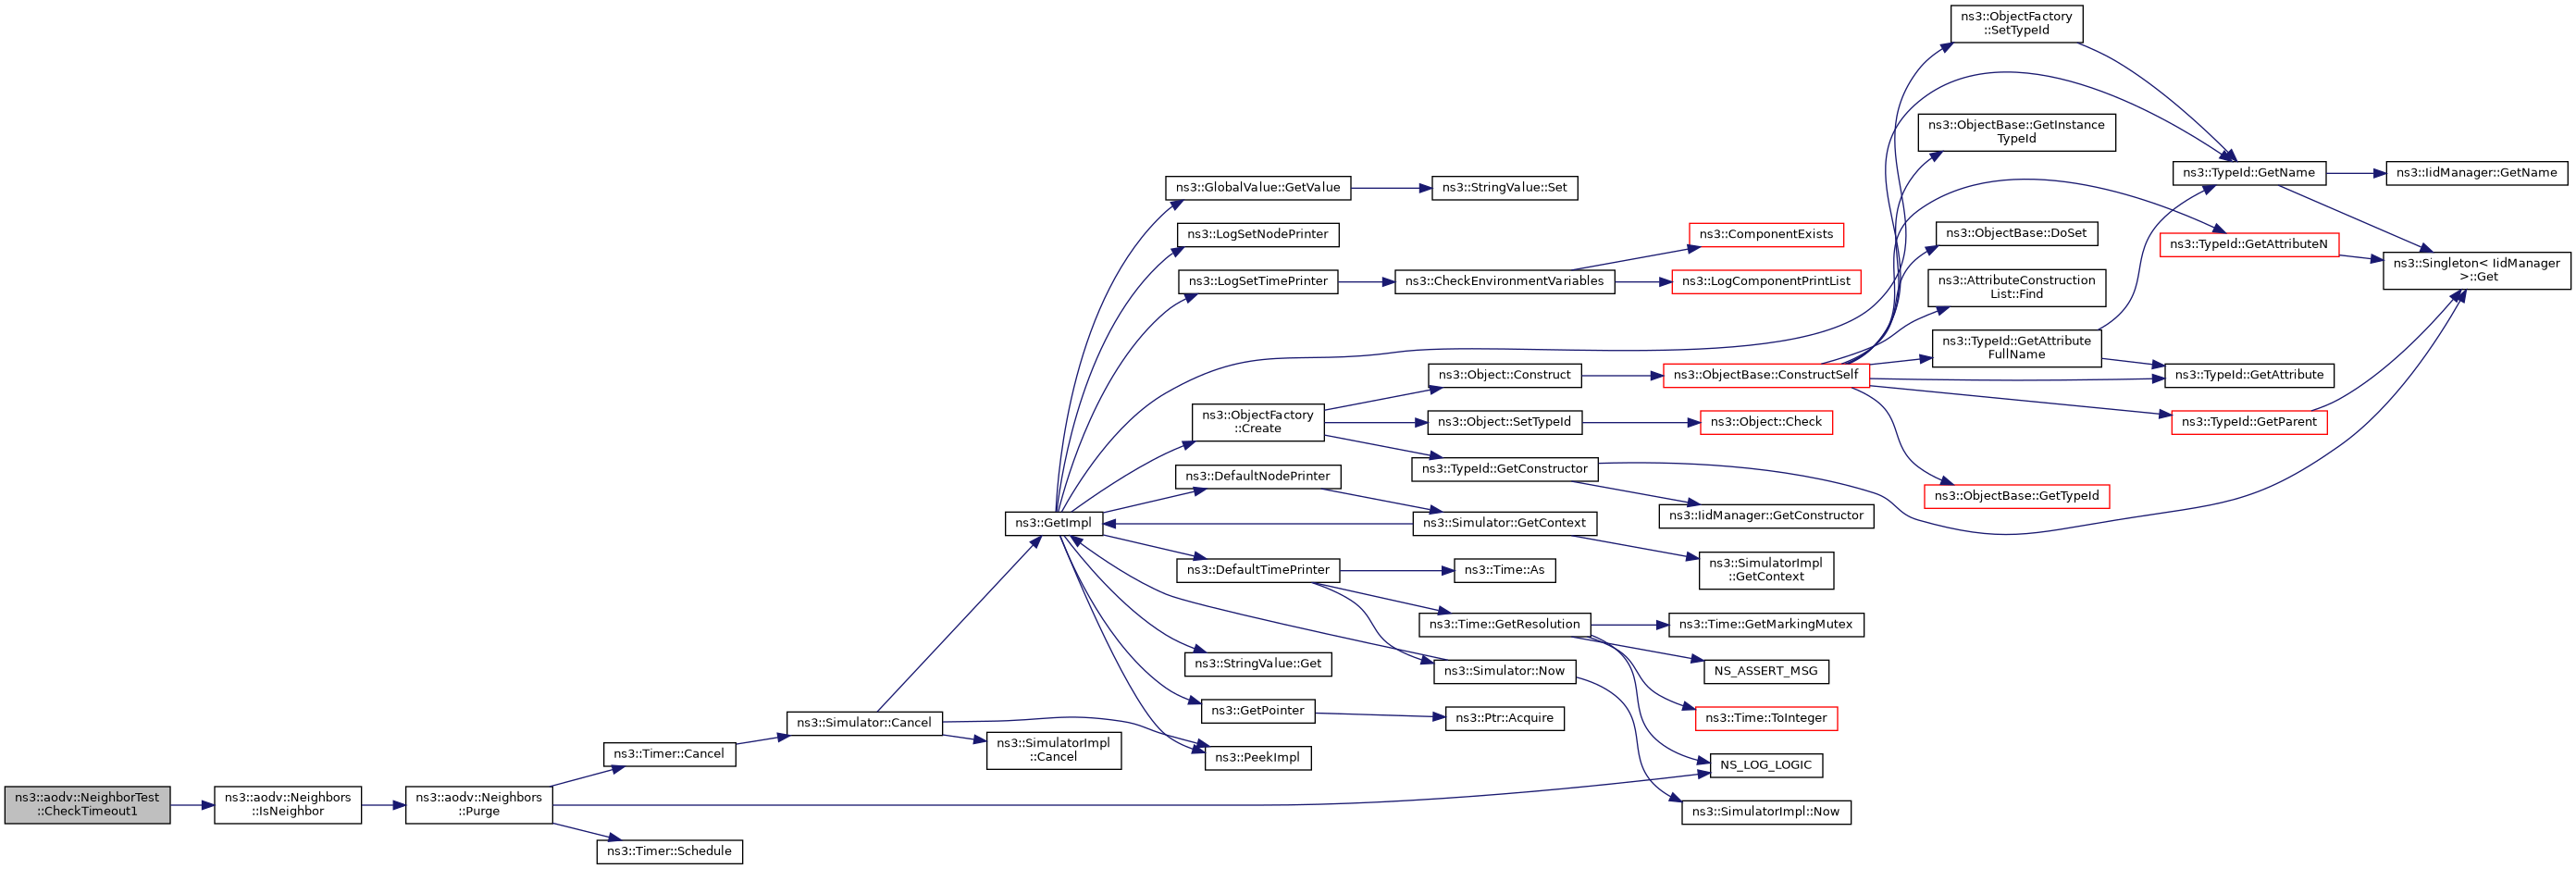 ns3::aodv::NeighborTest
::CheckTimeout1
ns3::aodv::Neighbors
::IsNeighbor
ns3::aodv::Neighbors
::Purge
ns3::Timer::Cancel
ns3::Timer::Schedule
ns3::Simulator::Cancel
ns3::SimulatorImpl
::Cancel
ns3::GetImpl
ns3::GlobalValue::GetValue
ns3::LogSetNodePrinter
ns3::LogSetTimePrinter
ns3::ObjectFactory
::Create
ns3::DefaultNodePrinter
ns3::DefaultTimePrinter
ns3::StringValue::Get
ns3::GetPointer
ns3::PeekImpl
ns3::StringValue::Set
ns3::CheckEnvironmentVariables
ns3::Object::Construct
ns3::Object::SetTypeId
ns3::TypeId::GetConstructor
ns3::Simulator::GetContext
ns3::Time::As
ns3::Time::GetResolution
ns3::Simulator::Now
ns3::Ptr::Acquire
ns3::ComponentExists
ns3::LogComponentPrintList
ns3::ObjectBase::ConstructSelf
ns3::Object::Check
ns3::IidManager::GetConstructor
ns3::SimulatorImpl
::GetContext
ns3::Time::GetMarkingMutex
NS_ASSERT_MSG
ns3::Time::ToInteger
NS_LOG_LOGIC
ns3::SimulatorImpl::Now
ns3::ObjectFactory
::SetTypeId
ns3::ObjectBase::GetInstance
TypeId
ns3::ObjectBase::DoSet
ns3::AttributeConstruction
List::Find
ns3::TypeId::GetAttribute
FullName
ns3::ObjectBase::GetTypeId
ns3::TypeId::GetName
ns3::TypeId::GetAttributeN
ns3::TypeId::GetAttribute
ns3::TypeId::GetParent
ns3::IidManager::GetName
ns3::Singleton< IidManager
>::Get